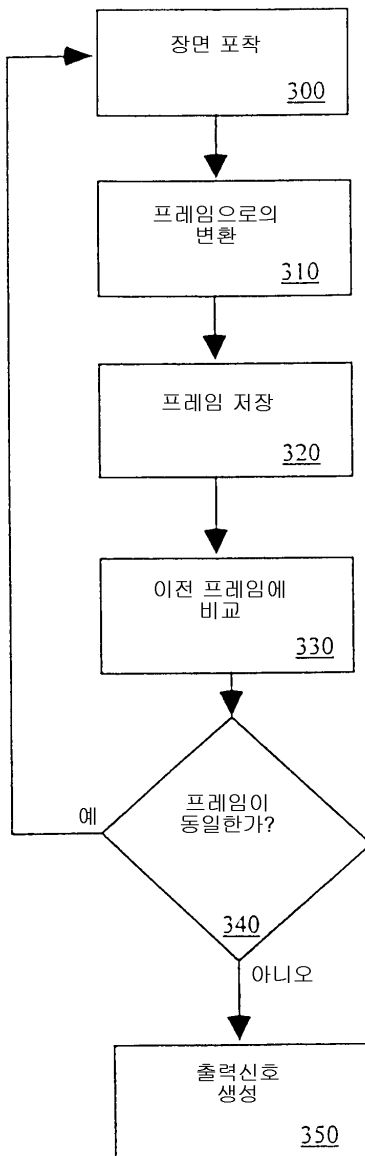 장면 포착
300
프레임으로의
변환
310
프레임 저장
320
이전 프레임에
비교
330
프레임이
동일한가?
예
340
아니오
출력신호
생성
350